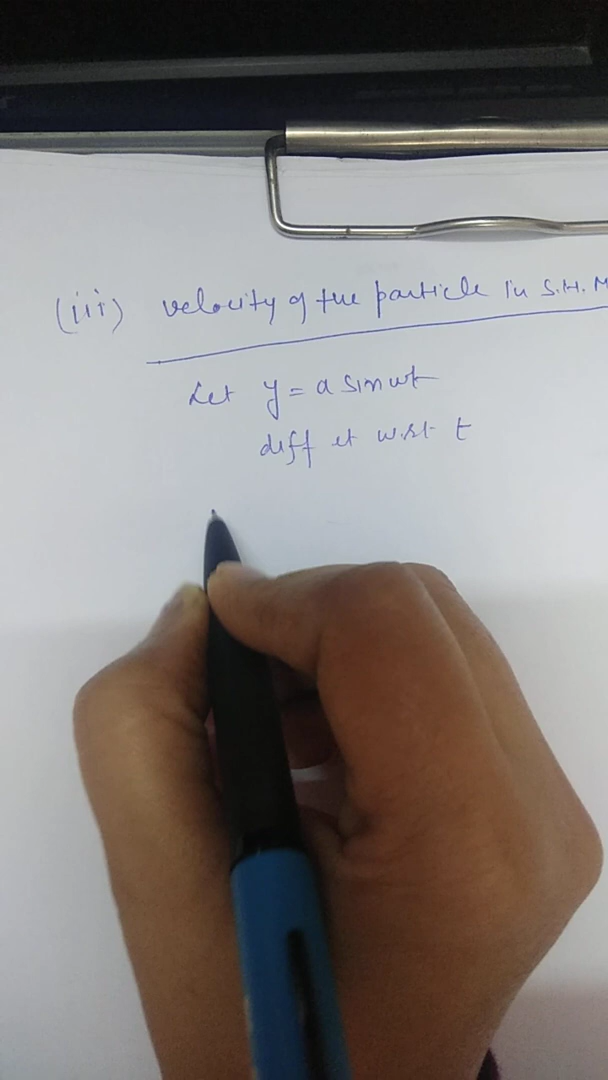 (iii) velocity of the particle in S.H.M
Let y = a sin wt
diff it w.r.t t